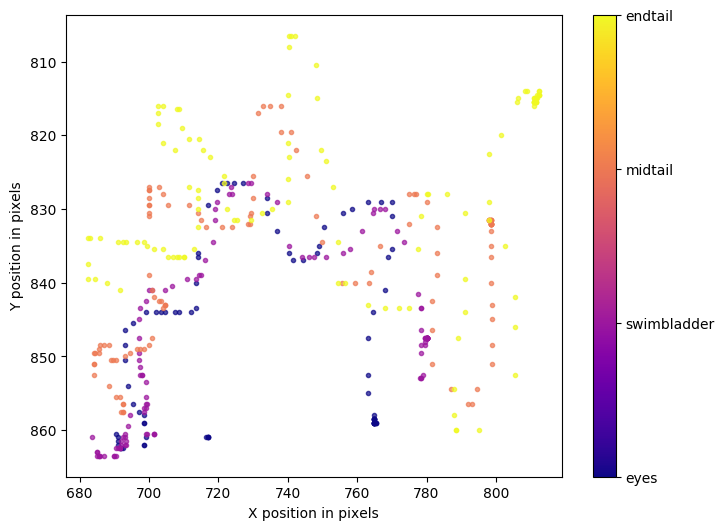 endtail
810
820
midtail
830
Y position in pixels
840
swimbladder
850
860
eyes
680 700 720 740 760 780 800
X position in pixels